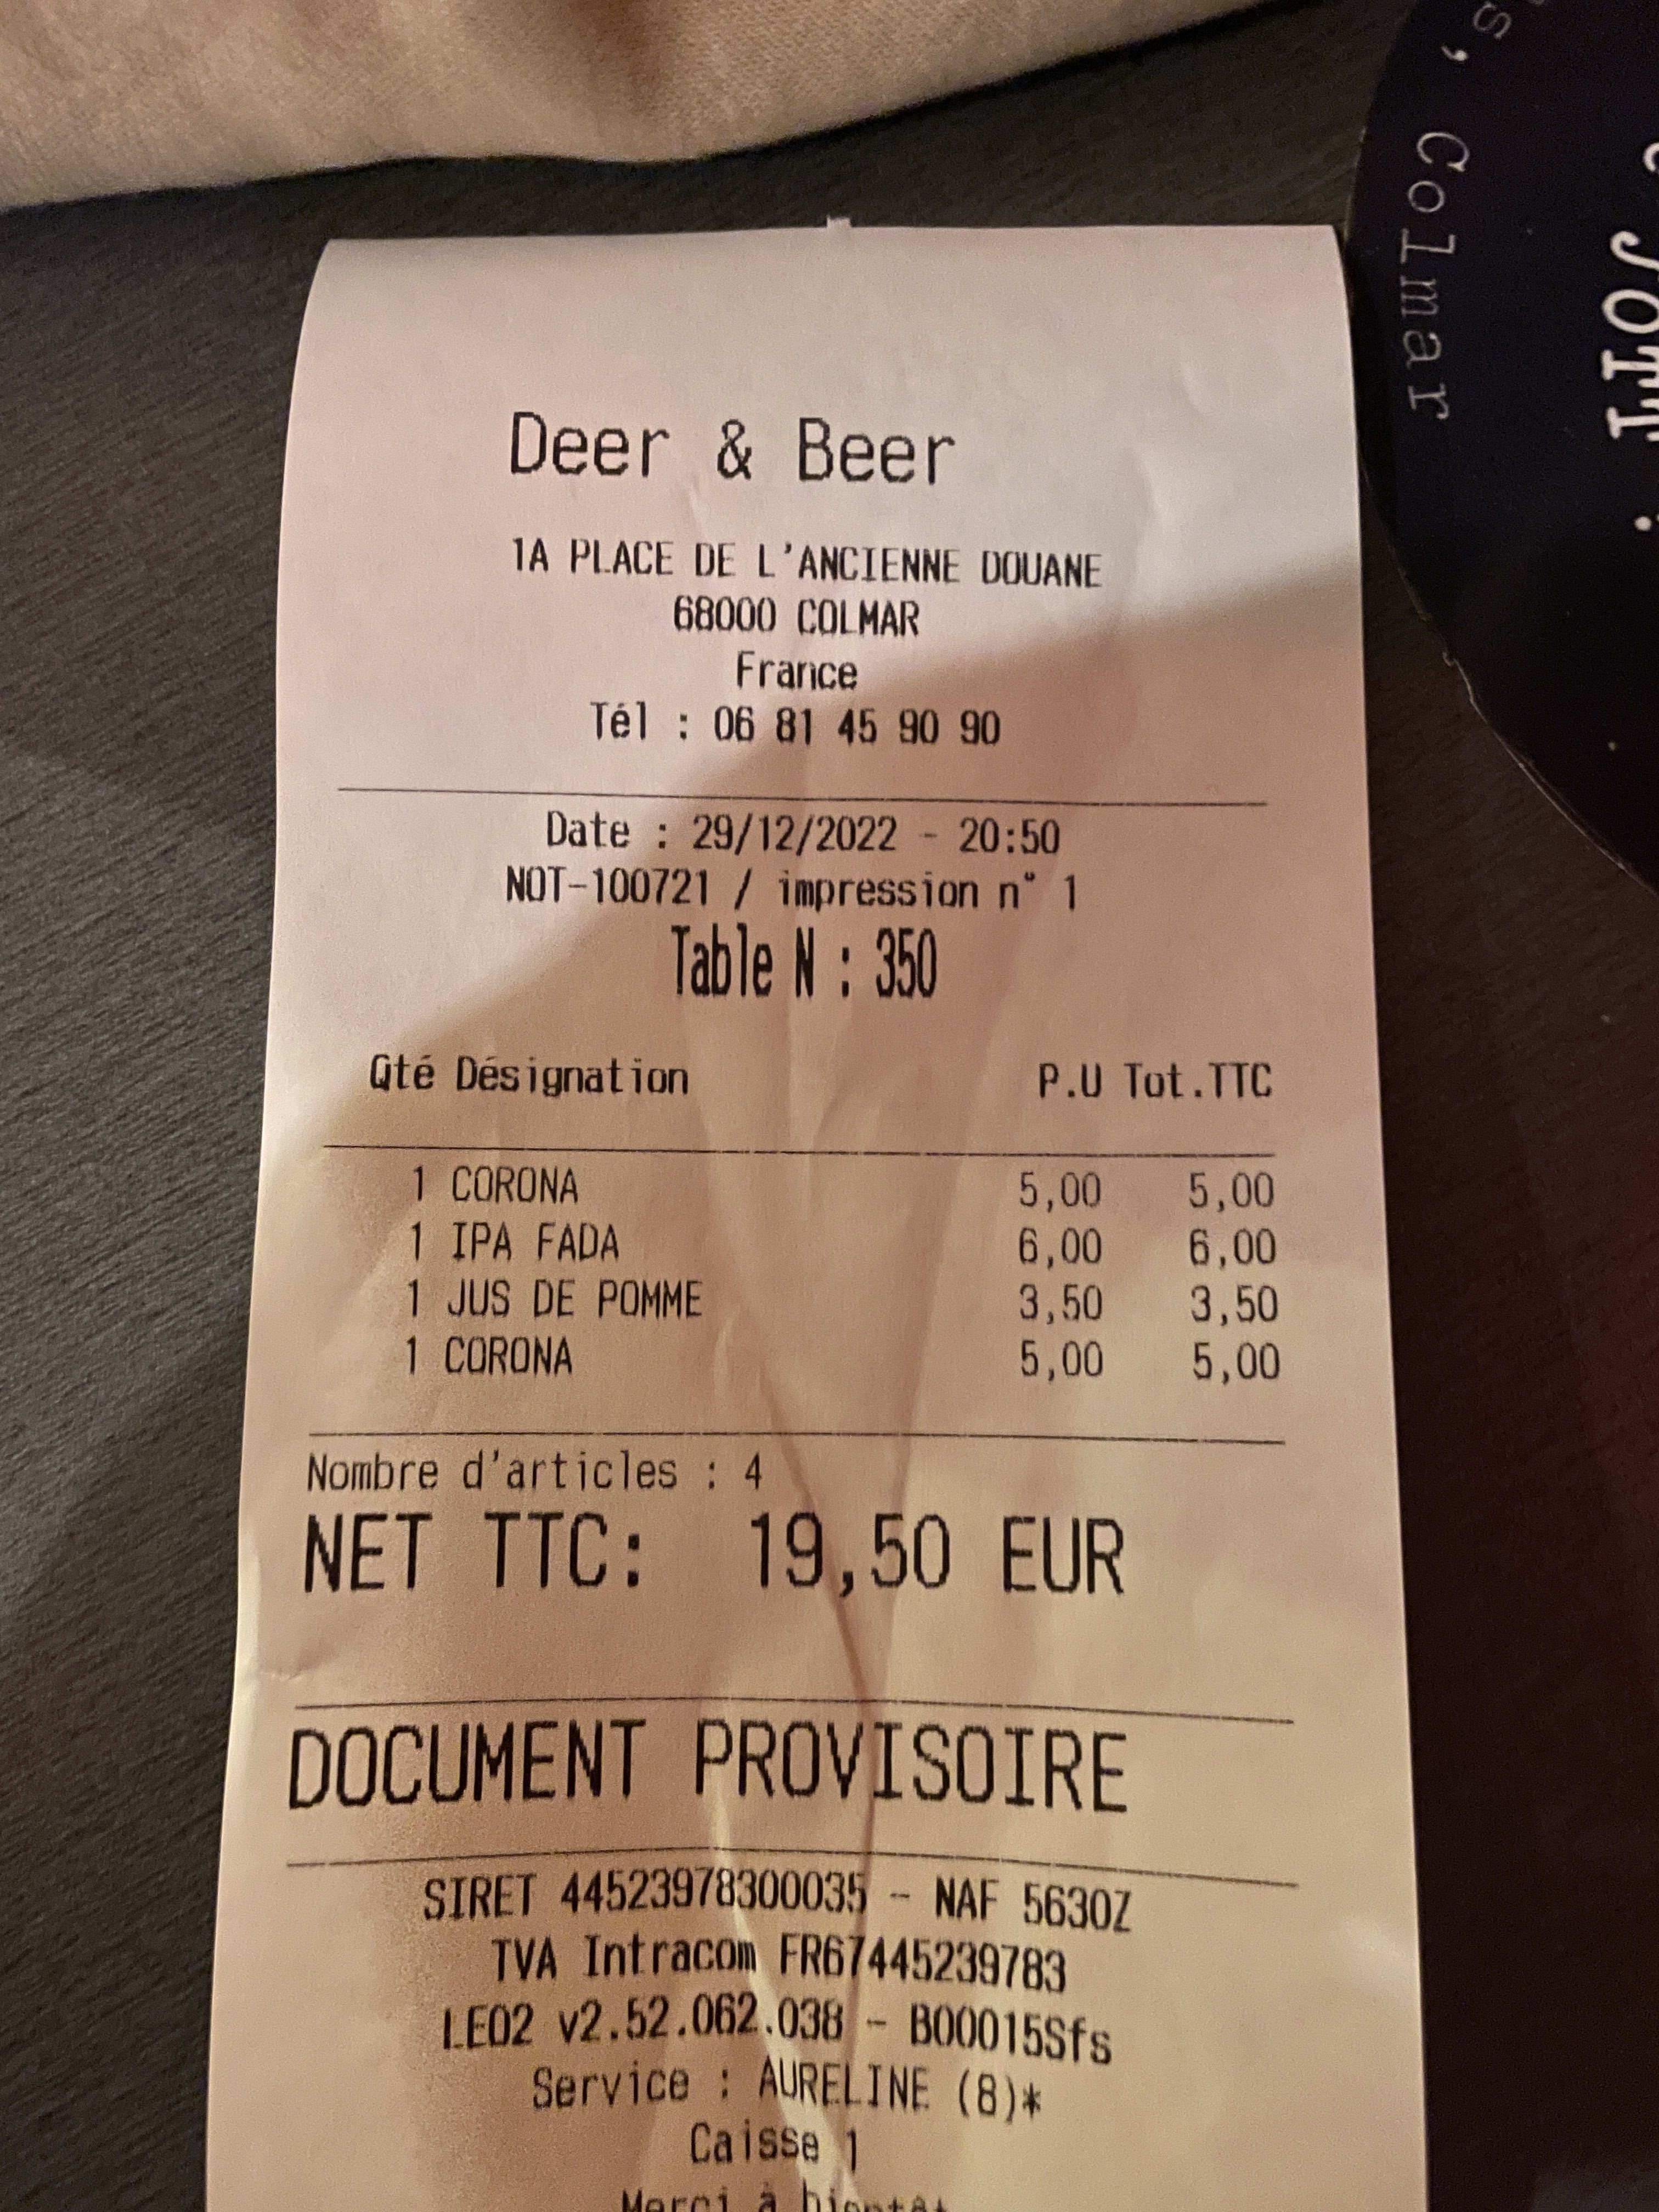 Deer & Beer
1A PLACE DE L'ANCIENNE DOUANE
68000 COLMAR
France
Tél : 06 81 45 90 90
Date : 29/12/2022 - 20:50
NOT-100721 / impression n° 1
Table N : 350
Qté Désignation P.U Tot.TTC
1 CORONA 5,00 5,00
1 IPA FADA 6,00 6,00
1 JUS DE POMME 3,50 3,50
1 CORONA 5,00 5,00
Nombre d'articles : 4
NET TTC: 19,50 EUR
DOCUMENT PROVISOIRE
SIRET 44523978300035 - NAF 5630Z
TVA Intracom FR67445239783
LEO2 v2.52.062.038 - B00015Sfs
Service : AURELINE (8)*
Caisse 1
Merci à bientôt
Colmar